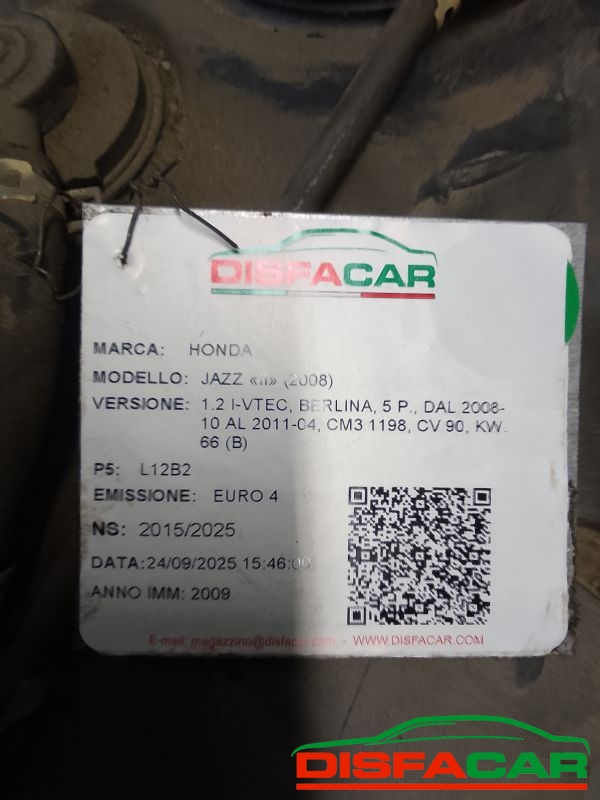 DISFACAR
MARCA: HONDA
MODELLO: JAZZ «II» (2008)
VERSIONE: 1.2 I-VTEC, BERLINA, 5 P., DAL 2008-
10 AL 2011-04, CM3 1198, CV 90, KW.
66 (B)
P5: L12B2
EMISSIONE: EURO 4
NS: 2015/2025
DATA:24/09/2025 15:46:00
ANNO IMM: 2009
E-mail: magazzino@disfacar.com - WWW.DISFACAR.COM
DISFACAR